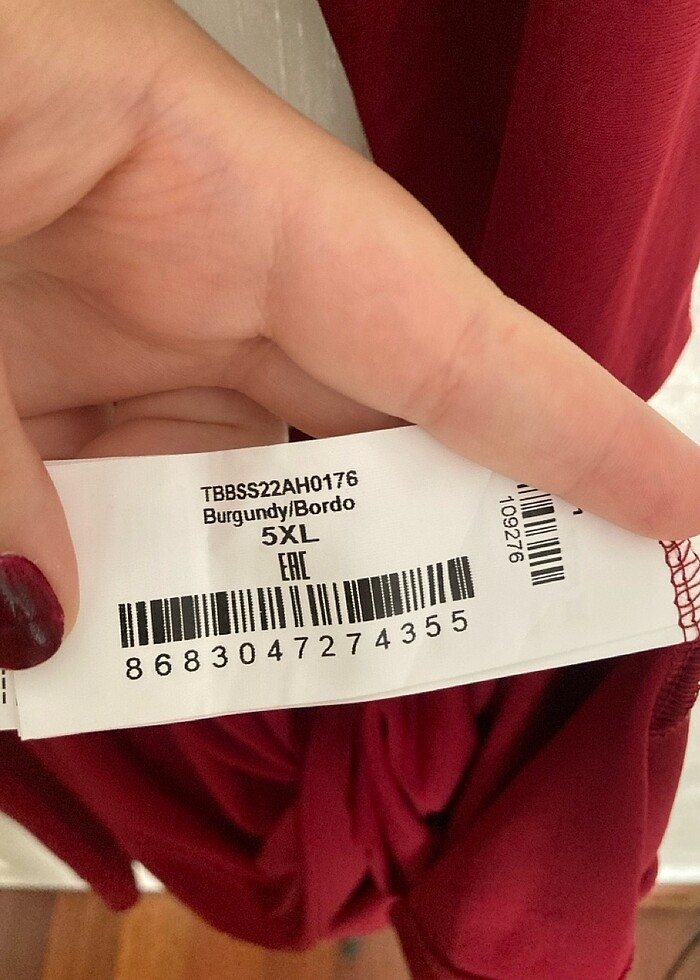 TBBSS22AH0176
Burgundy/Bordo
5XL
EAC
8683047274355
109276